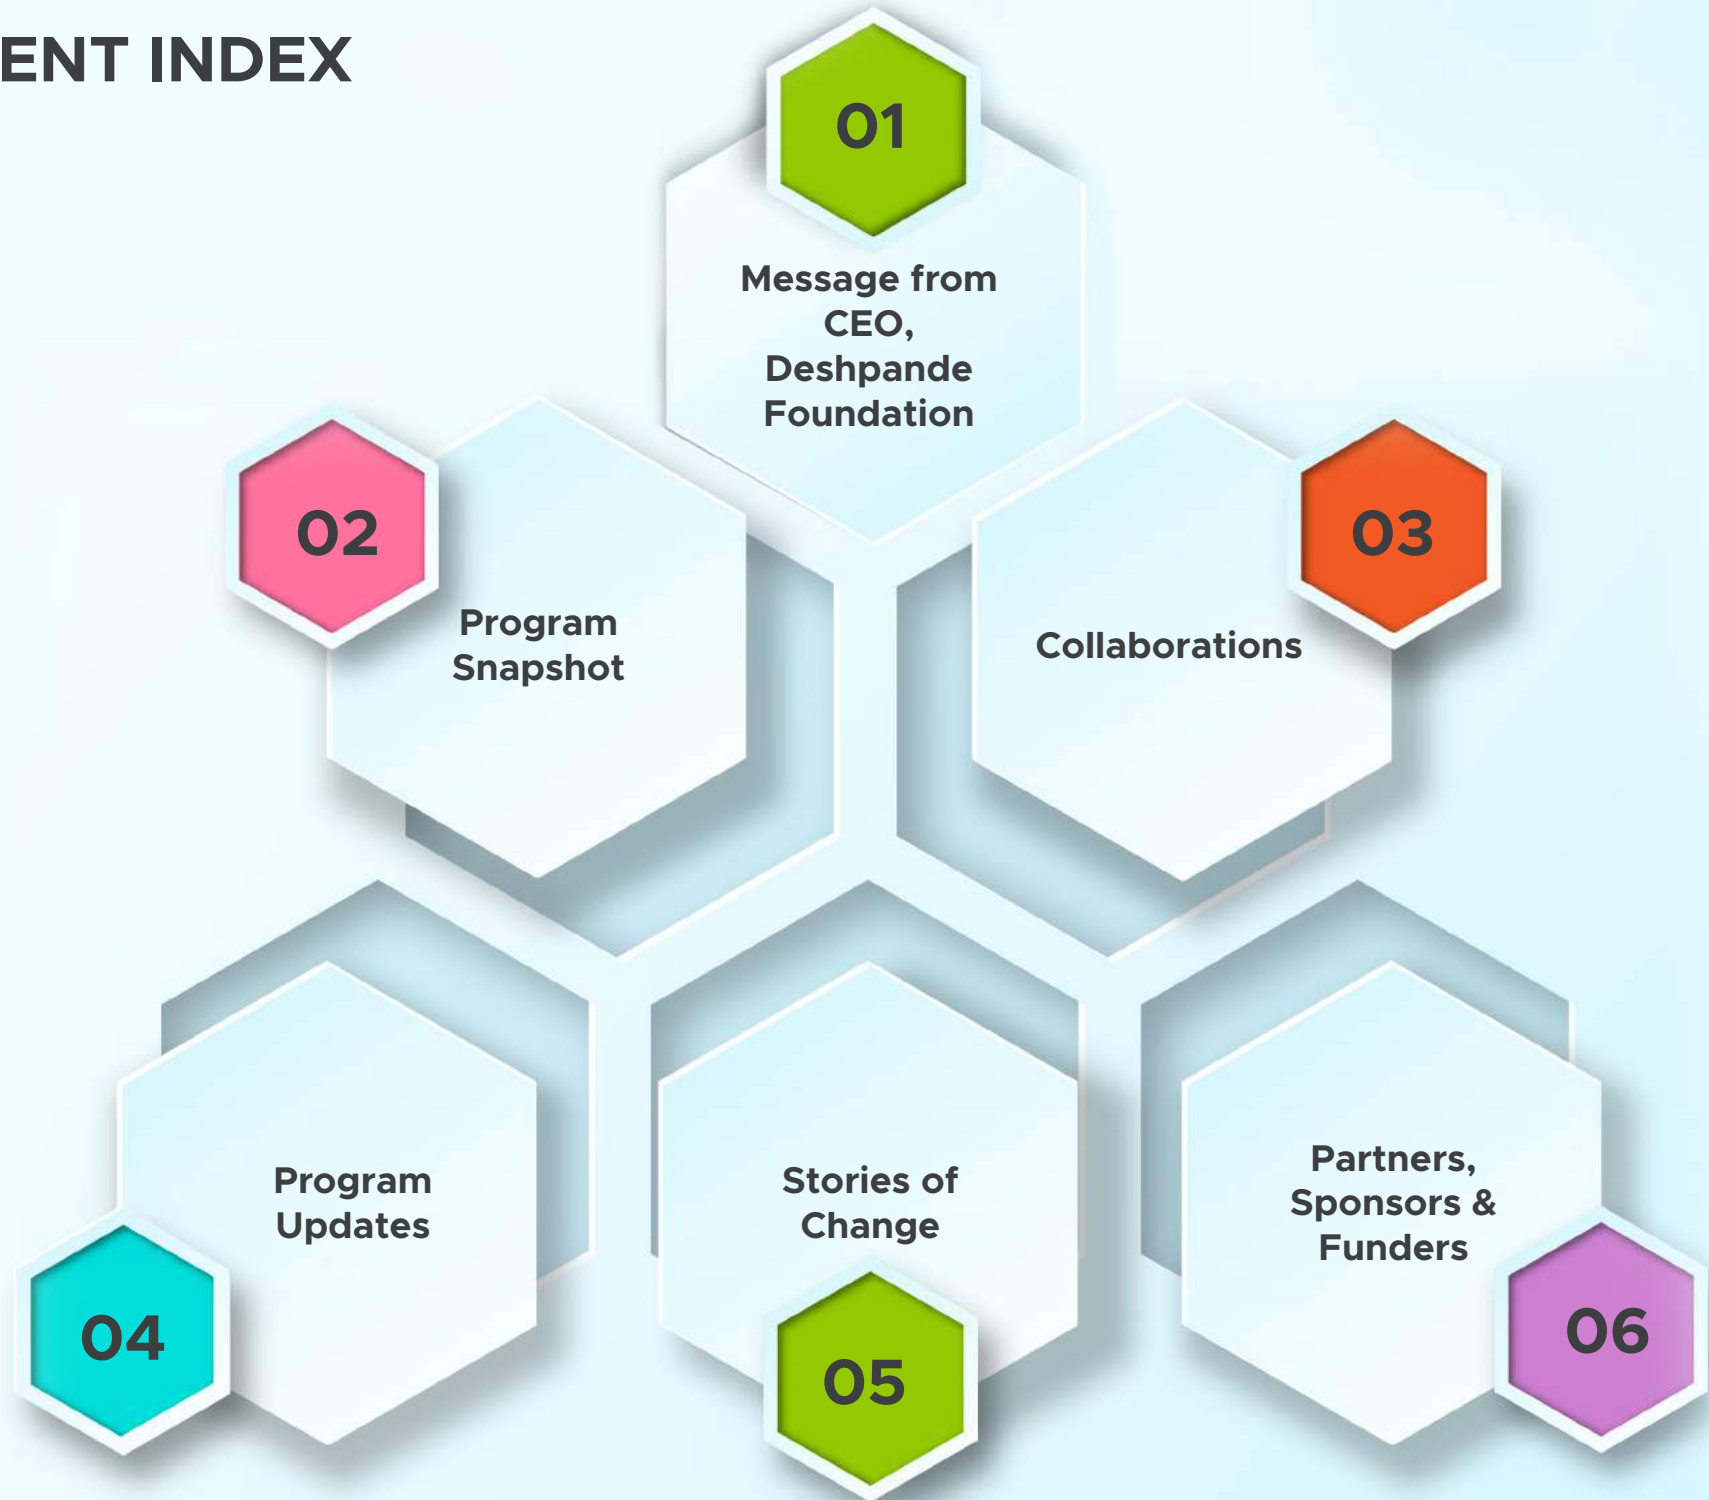 ENT INDEX
01
Message from
CEO,
Deshpande
Foundation
02
Program
Snapshot
03
Collaborations
04
Program
Updates
05
Stories of
Change
06
Partners,
Sponsors &
Funders